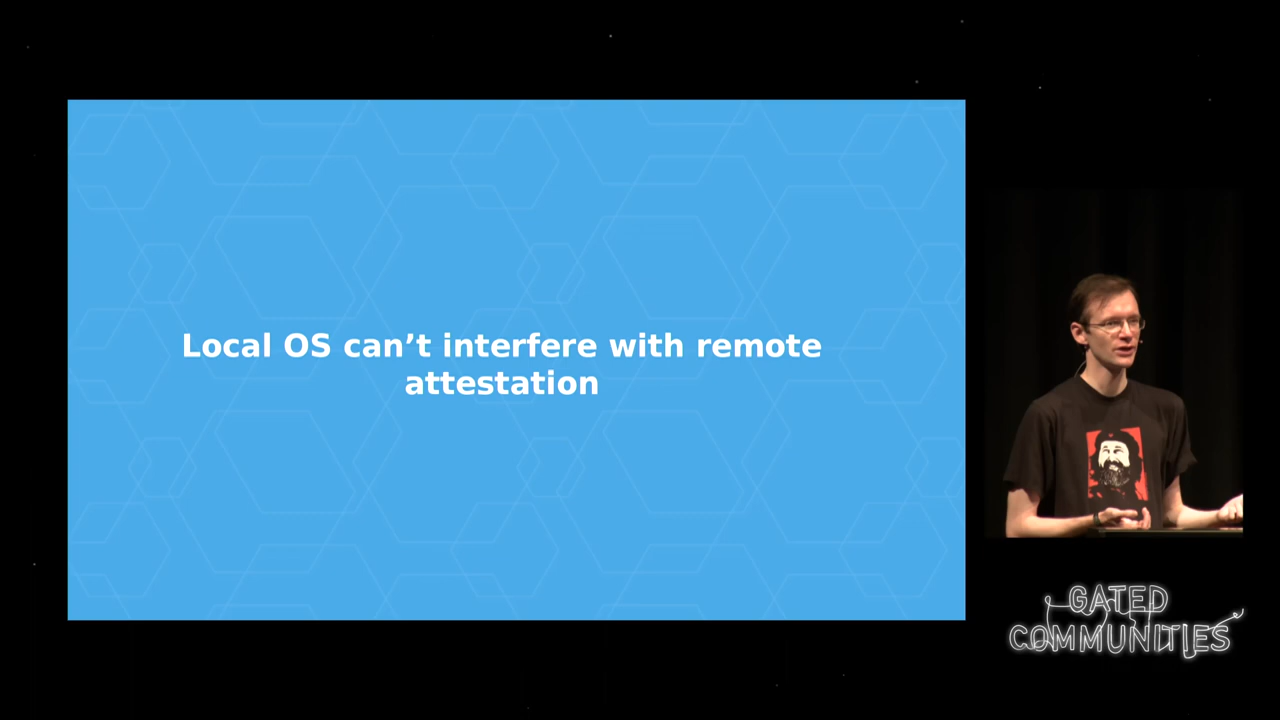 Local OS can’t interfere with remote
attestation
GATED
COMMUNITIES